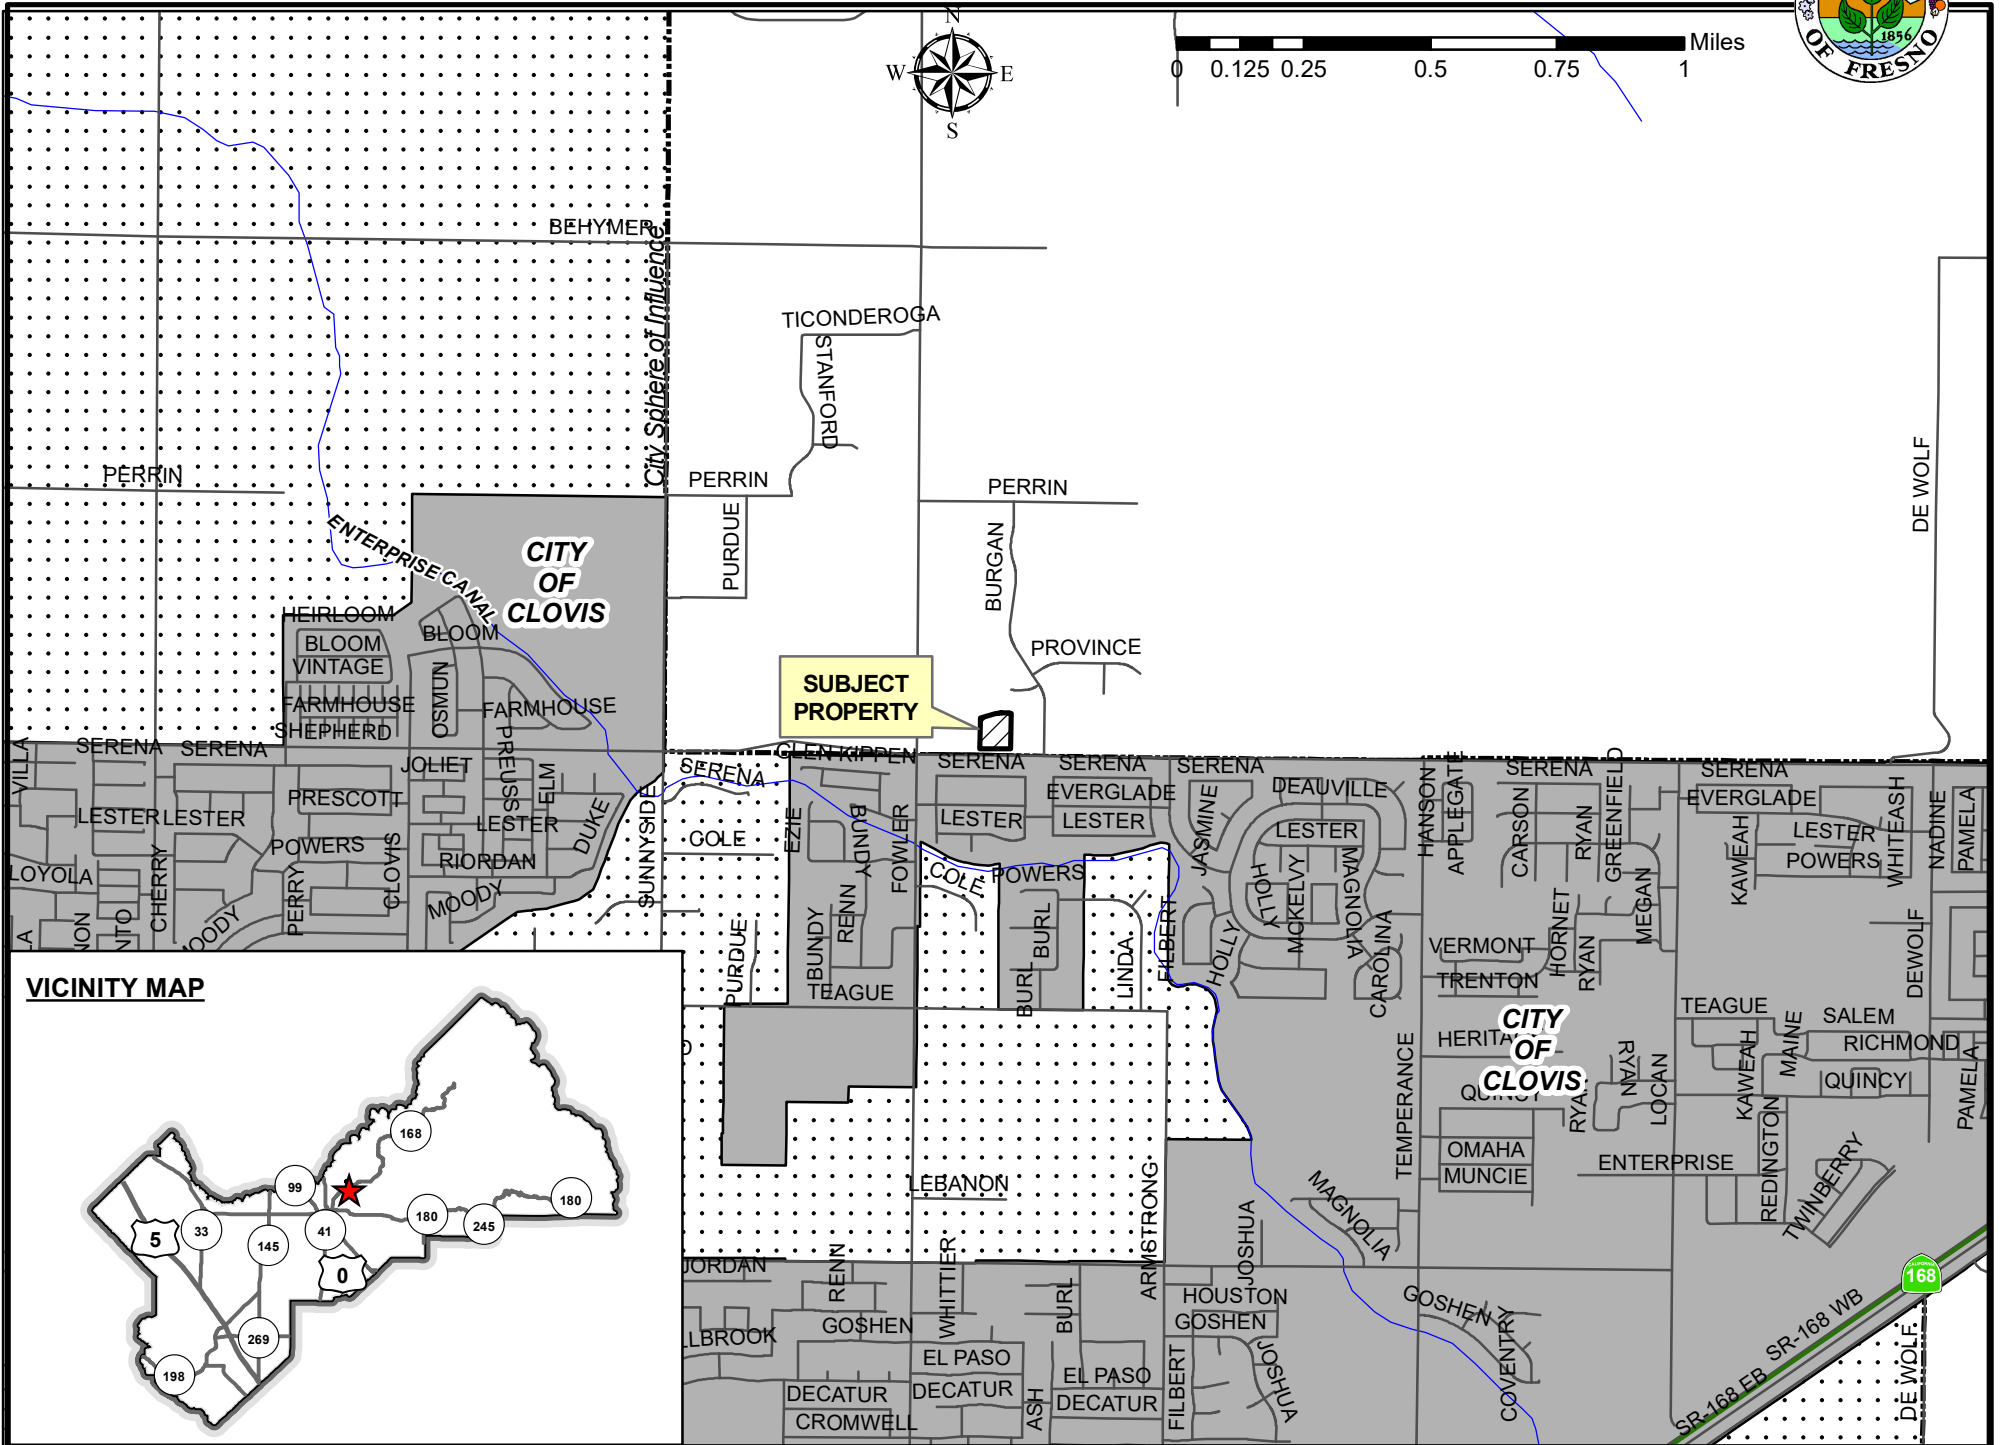 N
W
E
S
Miles
0 0.125 0.25 0.5 0.75 1
1856
OF FRESNO
BEHYMER
City Sphere of Influence
TICONDEROGA
STANFORD
PERRIN
PERRIN
PERRIN
PURDUE
BURGAN
DE WOLF
ENTERPRISE CANAL
CITY
OF
CLOVIS
HEIRLOOM
BLOOM
BLOOM
VINTAGE
OSMUN
FARMHOUSE
FARMHOUSE
SHEPHERD
PROVINCE
SUBJECT
PROPERTY
VILLA
SERENA
SERENA
JOLIET
PREUSS
ELM
SERENA
GLEN KIPPEN
SERENA
SERENA
SERENA
SERENA
SERENA
PRESCOTT
LESTER
LESTER
LESTER
DUKE
POWERS
CLOVIS
RIORDAN
MOODY
LOYOLA
CHERRY
PERRY
MOODY
A
NON
NTO
SUNNYSIDE
COLE
EZIE
BUNDY
FOWLER
LESTER
EVERGLADE
LESTER
JASMINE
DEAUVILLE
LESTER
HANSON
APPLEGATE
CARSON
RYAN
GREENFIELD
EVERGLADE
KAWEAH
LESTER
POWERS
WHITEASH
NADINE
PAMELA
COLE
POWERS
HOLLY
MCKELVY
MAGNOLIA
CAROLINA
PURDUE
BUNDY
RENN
TEAGUE
BURL
BURL
LINDA
FILBERT
HOLLY
VERMONT
HORNET
RYAN
MEGAN
TRENTON
DEWOLF
TEAGUE
SALEM
RICHMOND
MAINE
KAWEAH
QUINCY
PAMELA
CITY
OF
CLOVIS
HERITA
QUINCY
RYAN
RYAN
LOCAN
TEMPERANCE
OMAHA
MUNCIE
ENTERPRISE
REDINGTON
TWINBERRY
D
LEBANON
ARMSTRONG
MAGNOLIA
JOSHUA
JORDAN
RENN
WHITTIER
BURL
HOUSTON
GOSHEN
GOSHEN
GOSHEN
COVENTRY
LLBROOK
EL PASO
EL PASO
DECATUR
DECATUR
DECATUR
CROMWELL
ASH
FILBERT
JOSHUA
CALIFORNIA
168
SR-168 WB
SR-168 EB
DE WOLF
VICINITY MAP
168
99
180
180
245
41
33
145
5
0
269
198